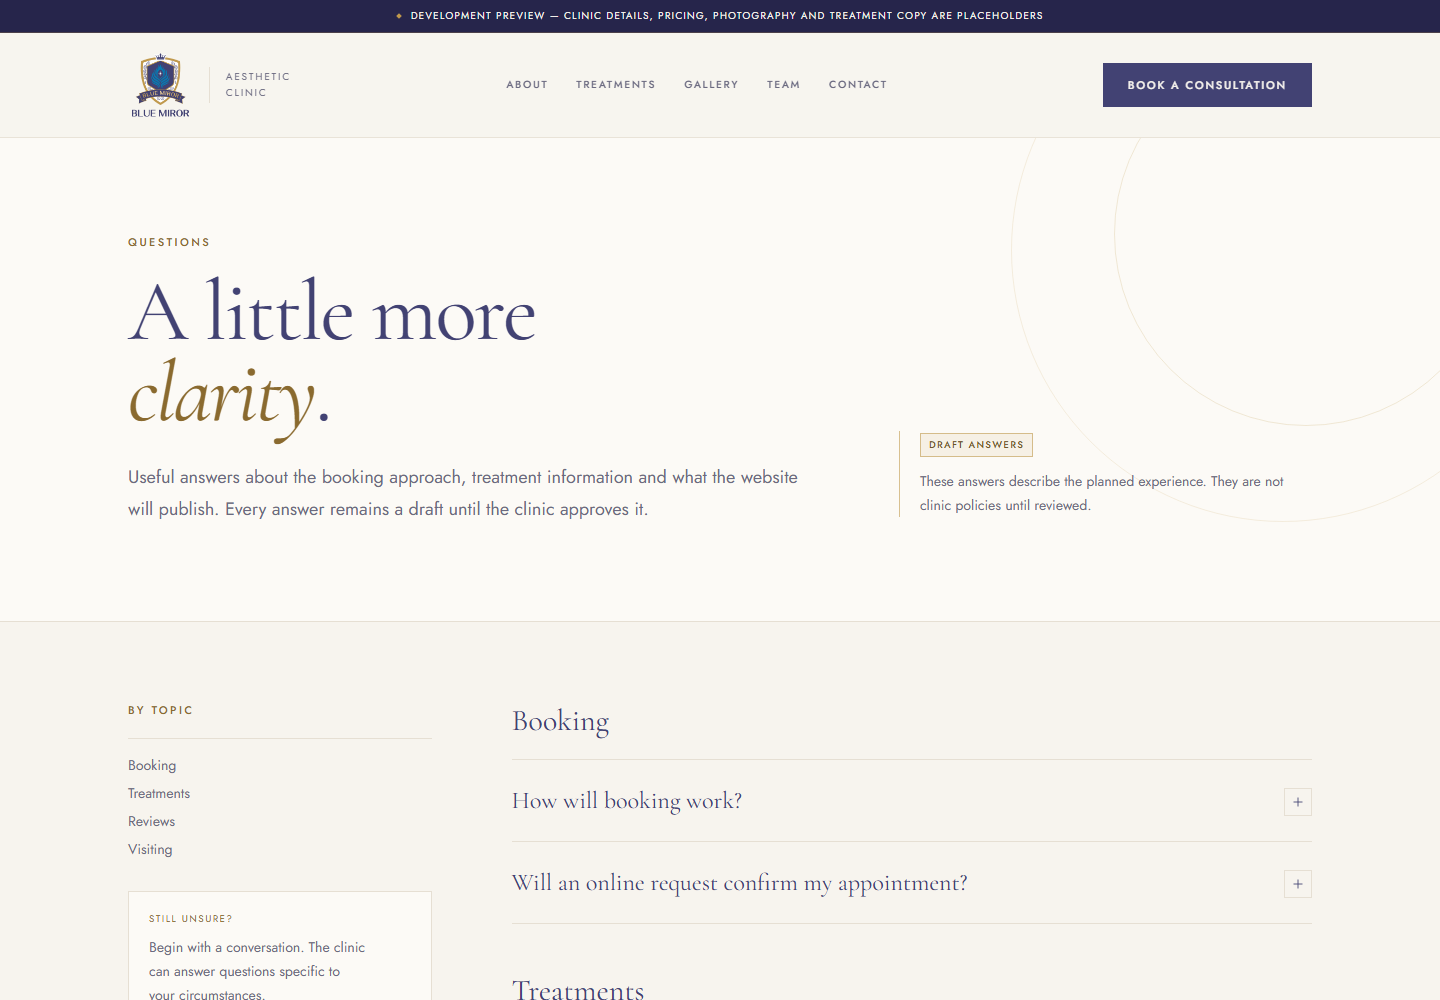 DEVELOPMENT PREVIEW — CLINIC DETAILS, PRICING, PHOTOGRAPHY AND TREATMENT COPY ARE PLACEHOLDERS
BLUE MIROR
BLUE MIROR
AESTHETIC
CLINIC
ABOUT
TREATMENTS
GALLERY
TEAM
CONTACT
BOOK A CONSULTATION
QUESTIONS
A little more
clarity.
Useful answers about the booking approach, treatment information and what the website
will publish. Every answer remains a draft until the clinic approves it.
DRAFT ANSWERS
These answers describe the planned experience. They are not
clinic policies until reviewed.
BY TOPIC
Booking
Treatments
Reviews
Visiting
STILL UNSURE?
Begin with a conversation. The clinic
can answer questions specific to
your circumstances.
Booking
How will booking work?
+
Will an online request confirm my appointment?
+
Treatments